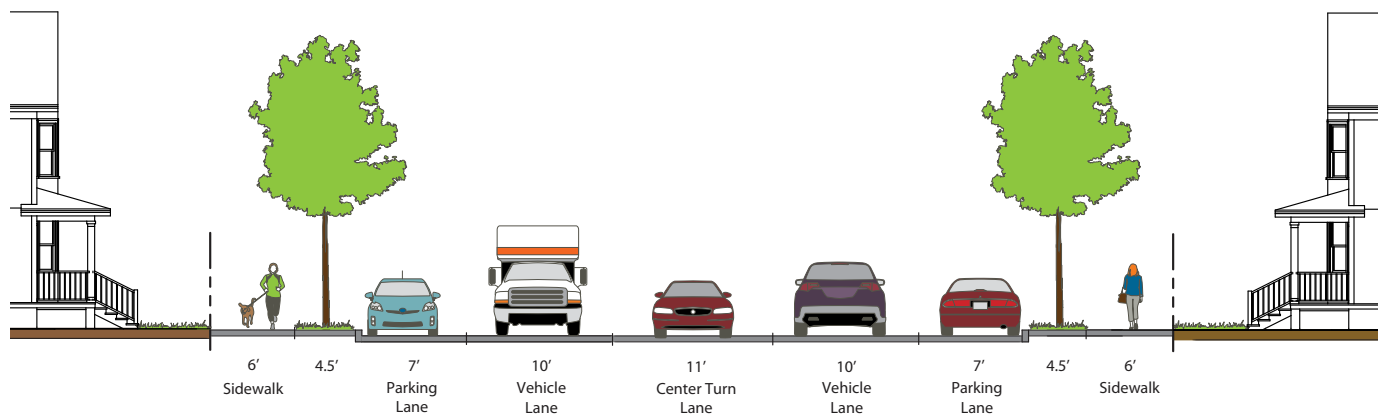 6’ 4.5’ 7’ 10’ 11’ 10’ 7’ 4.5’ 6’
Sidewalk Parking Vehicle Center Turn Vehicle Parking Sidewalk
Lane Lane Lane Lane Lane